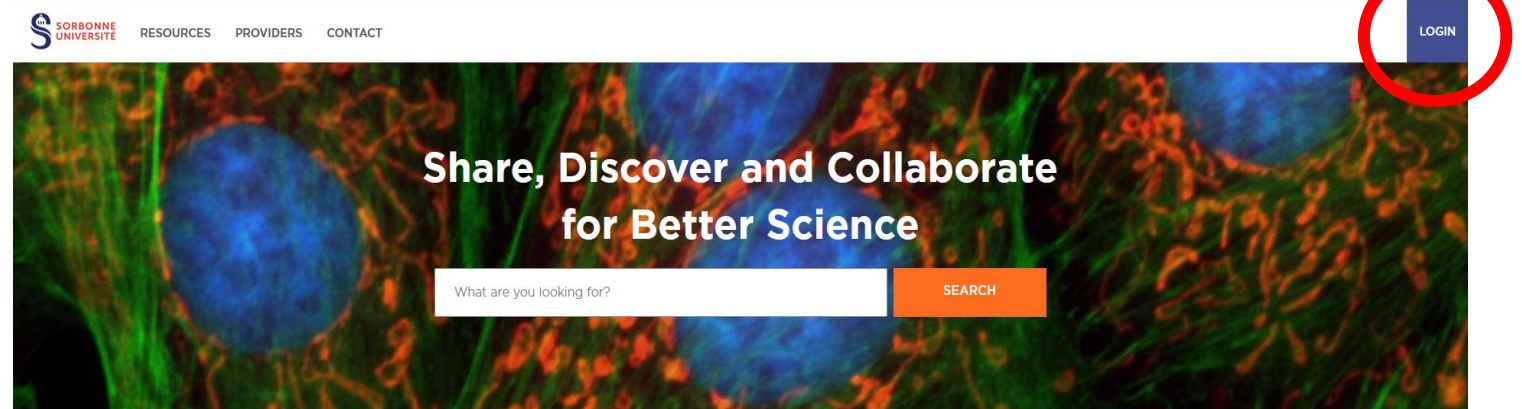 SORBONNE
UNIVERSITÉ
RESOURCES PROVIDERS CONTACT
LOGIN
Share, Discover and Collaborate
for Better Science
What are you looking for?
SEARCH